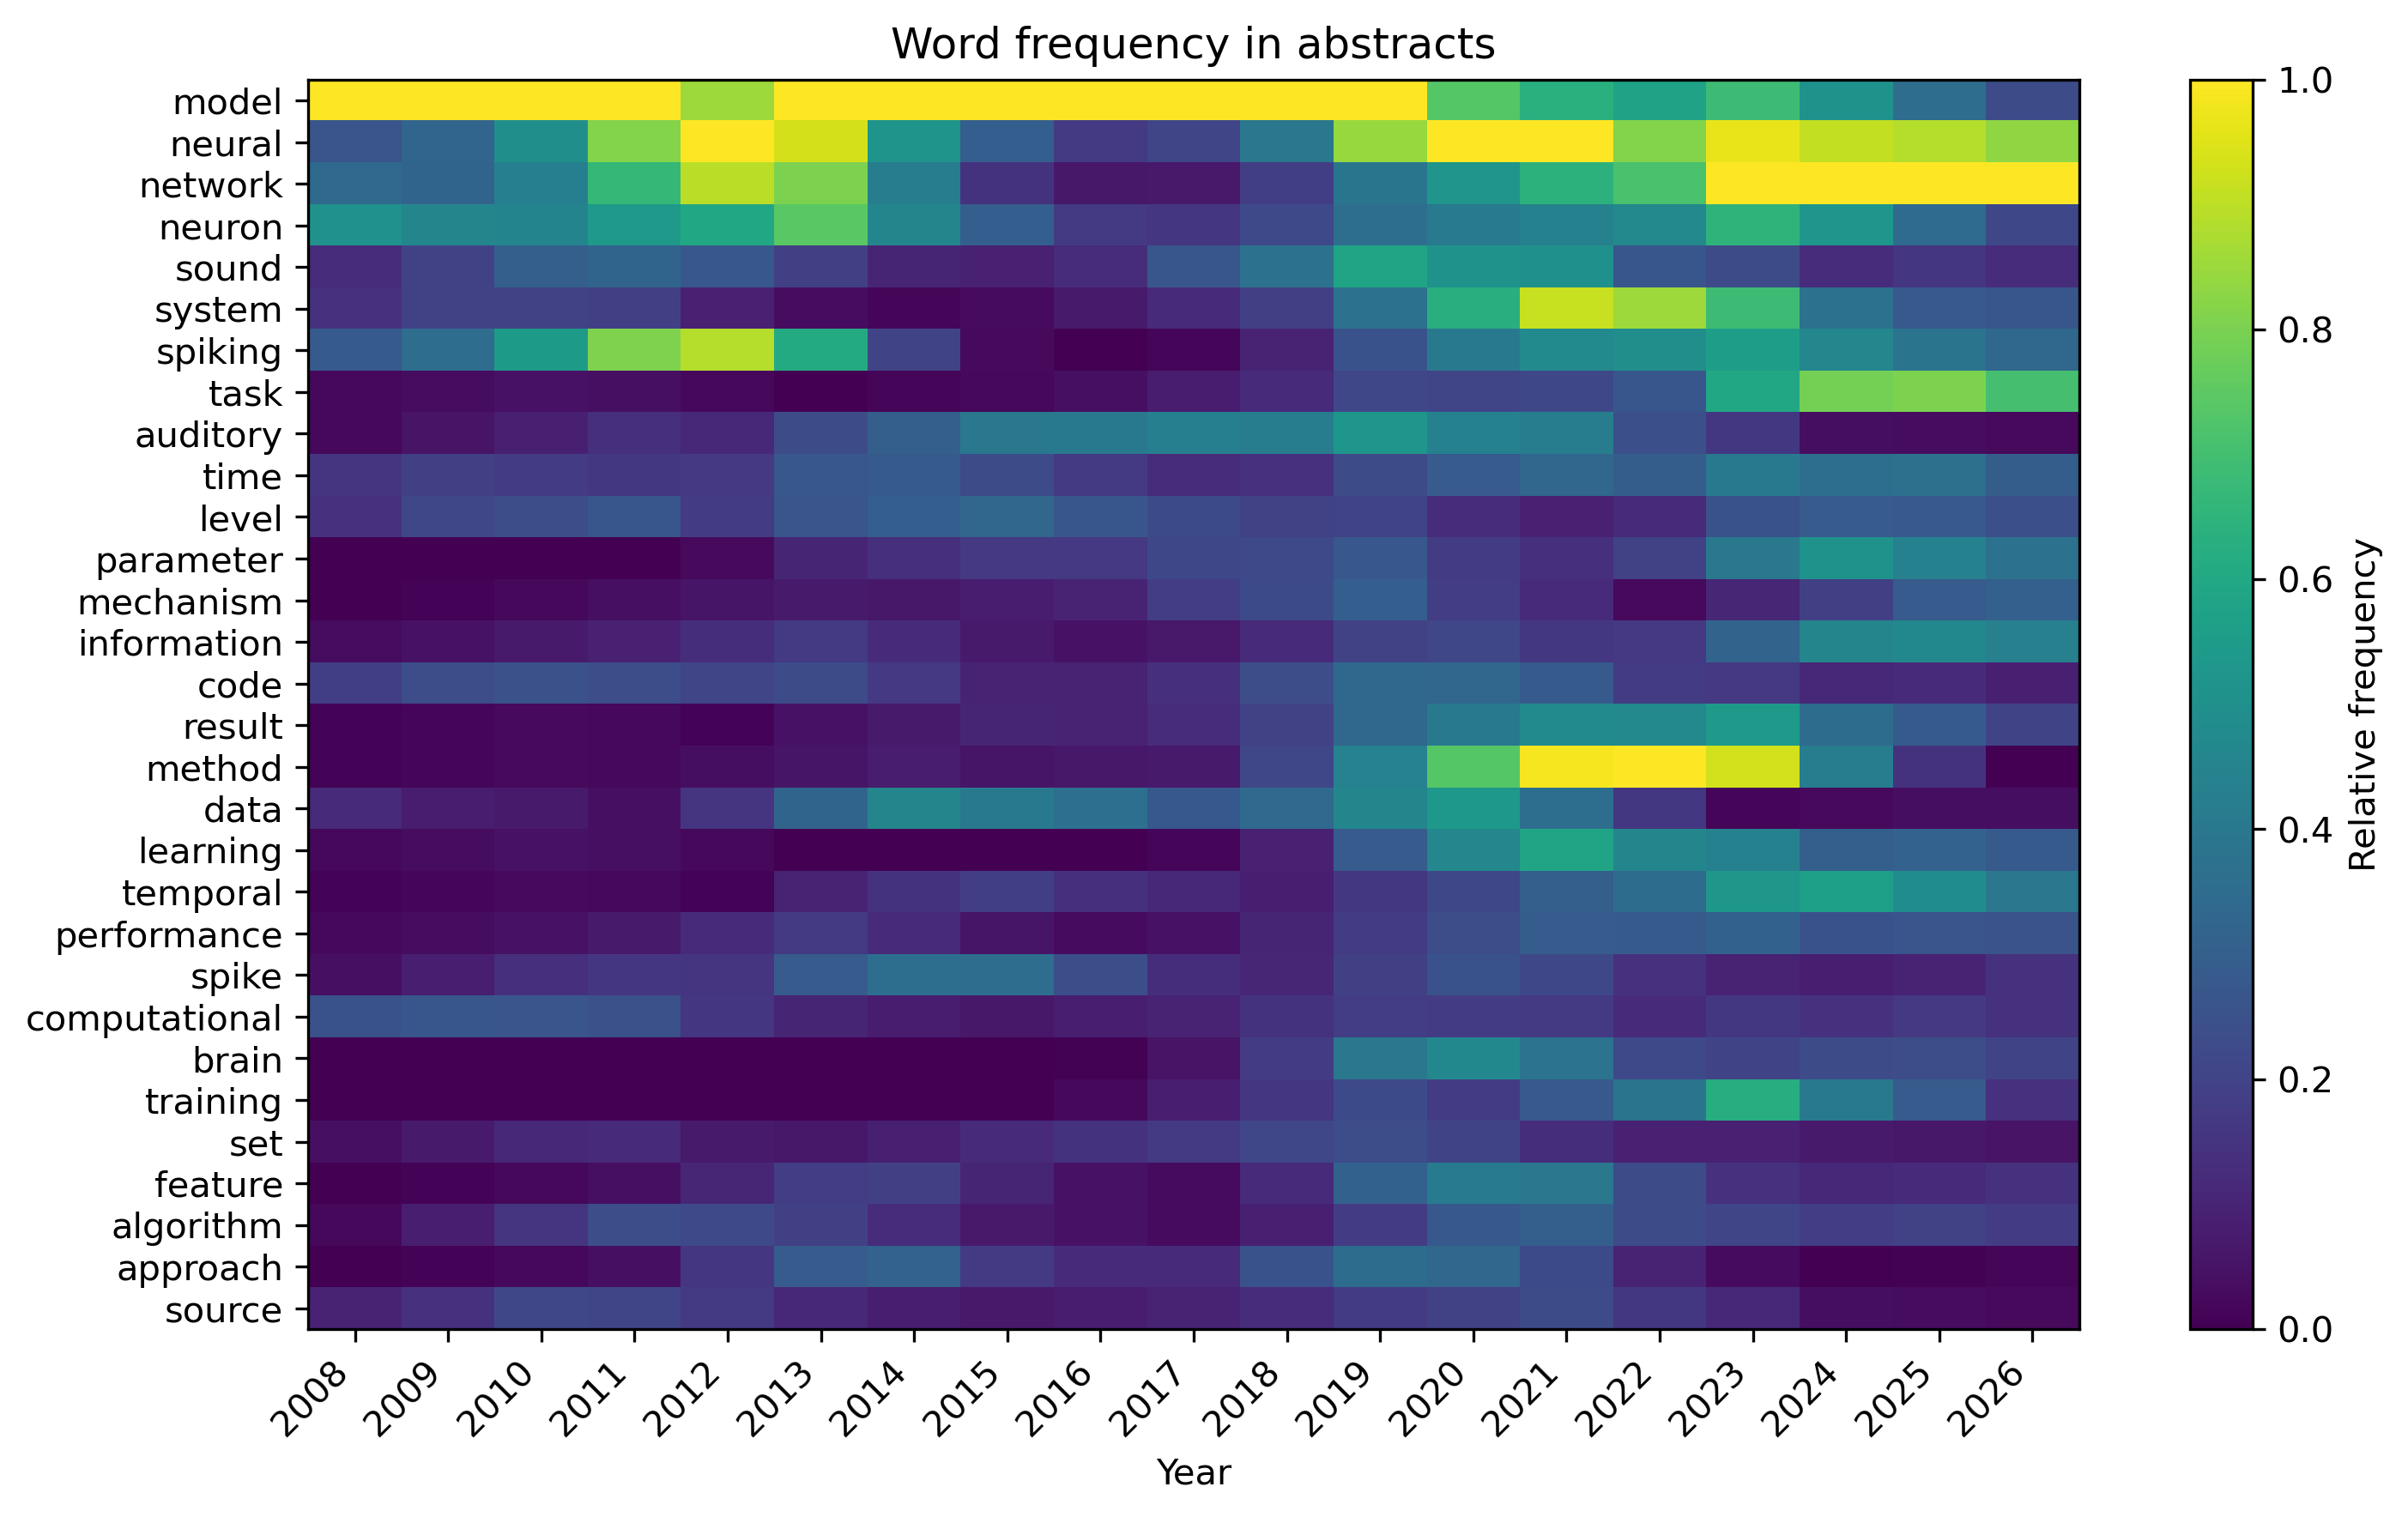 Word frequency in abstracts
model
neural
network
neuron
sound
system
spiking
task
auditory
time
level
parameter
mechanism
information
code
result
method
data
learning
temporal
performance
spike
computational
brain
training
set
feature
algorithm
approach
source
2008 2009 2010 2011 2012 2013 2014 2015 2016 2017 2018 2019 2020 2021 2022 2023 2024 2025 2026
Year
1.0
0.8
0.6
0.4
0.2
0.0
Relative frequency